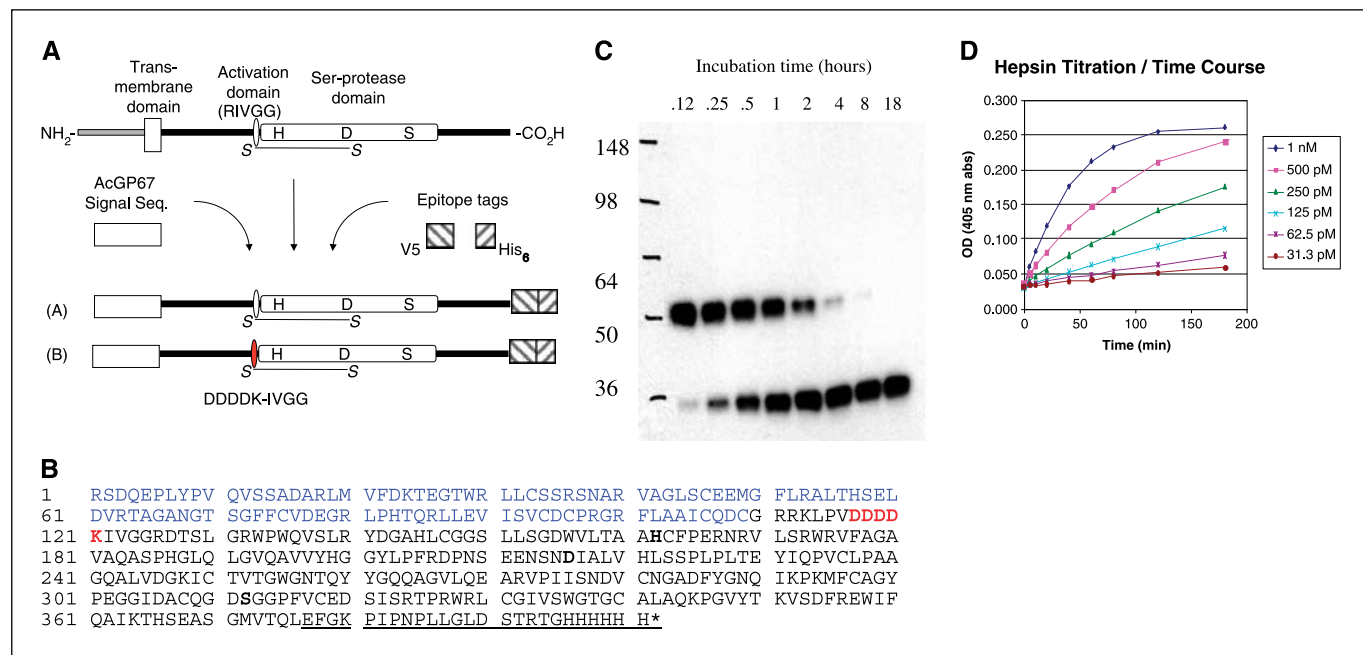 A
Trans-
membrane
domain
Activation
domain
(RIVGG)
Ser-protease
domain
NH2-
H D S
-CO2H
S S
AcGP67
Signal Seq.
Epitope tags
V5
His6
(A)
H D S
S S
(B)
H D S
S S
DDDDK-IVGG
C
Incubation time (hours)
.12 .25 .5 1 2 4 8 18
148
98
64
50
36
D
Hepsin Titration / Time Course
OD (405 nm abs)
0.300
0.250
0.200
0.150
0.100
0.050
0.000
0 50 100 150 200
Time (min)
1 nM
500 pM
250 pM
125 pM
62.5 pM
31.3 pM
B
1 RSDQEPLYPV QVSSADARLM VFDKTEGTWR LLCSSRSNAR VAGLSCEEMG FLRALTHSEL
61 DVRTAGANGT SGFFCVDEGR LPHTQRLLEV ISVCDCPRGR FLAAICQDCG RRKLPVDDDD
121 KIVGGRDTSL GRWPWQVSLR YDGAHLCGGS LLSGDWVLTA AHCFPERNRV LSRWRVFAGA
181 VAQASPHGLQ LGVQAVVYHG GYLPFRDPNS EENSNDIALV HLSSPLPLTE YIQPVCLPAA
241 GQALVDGKIC TVTGWGNTQY YGQQAGVLQE ARVPIISNDV CNGADFYGNQ IKPKMFCAGY
301 PEGGIDACQG DSGGPFVCED SISRTPRWRL CGIVSWGTGC ALAQKPGVYT KVSDFREWIF
361 QAIKTHSEAS GMVTQLEFGK PIPNPLLGLD STRTGHHHHH H*